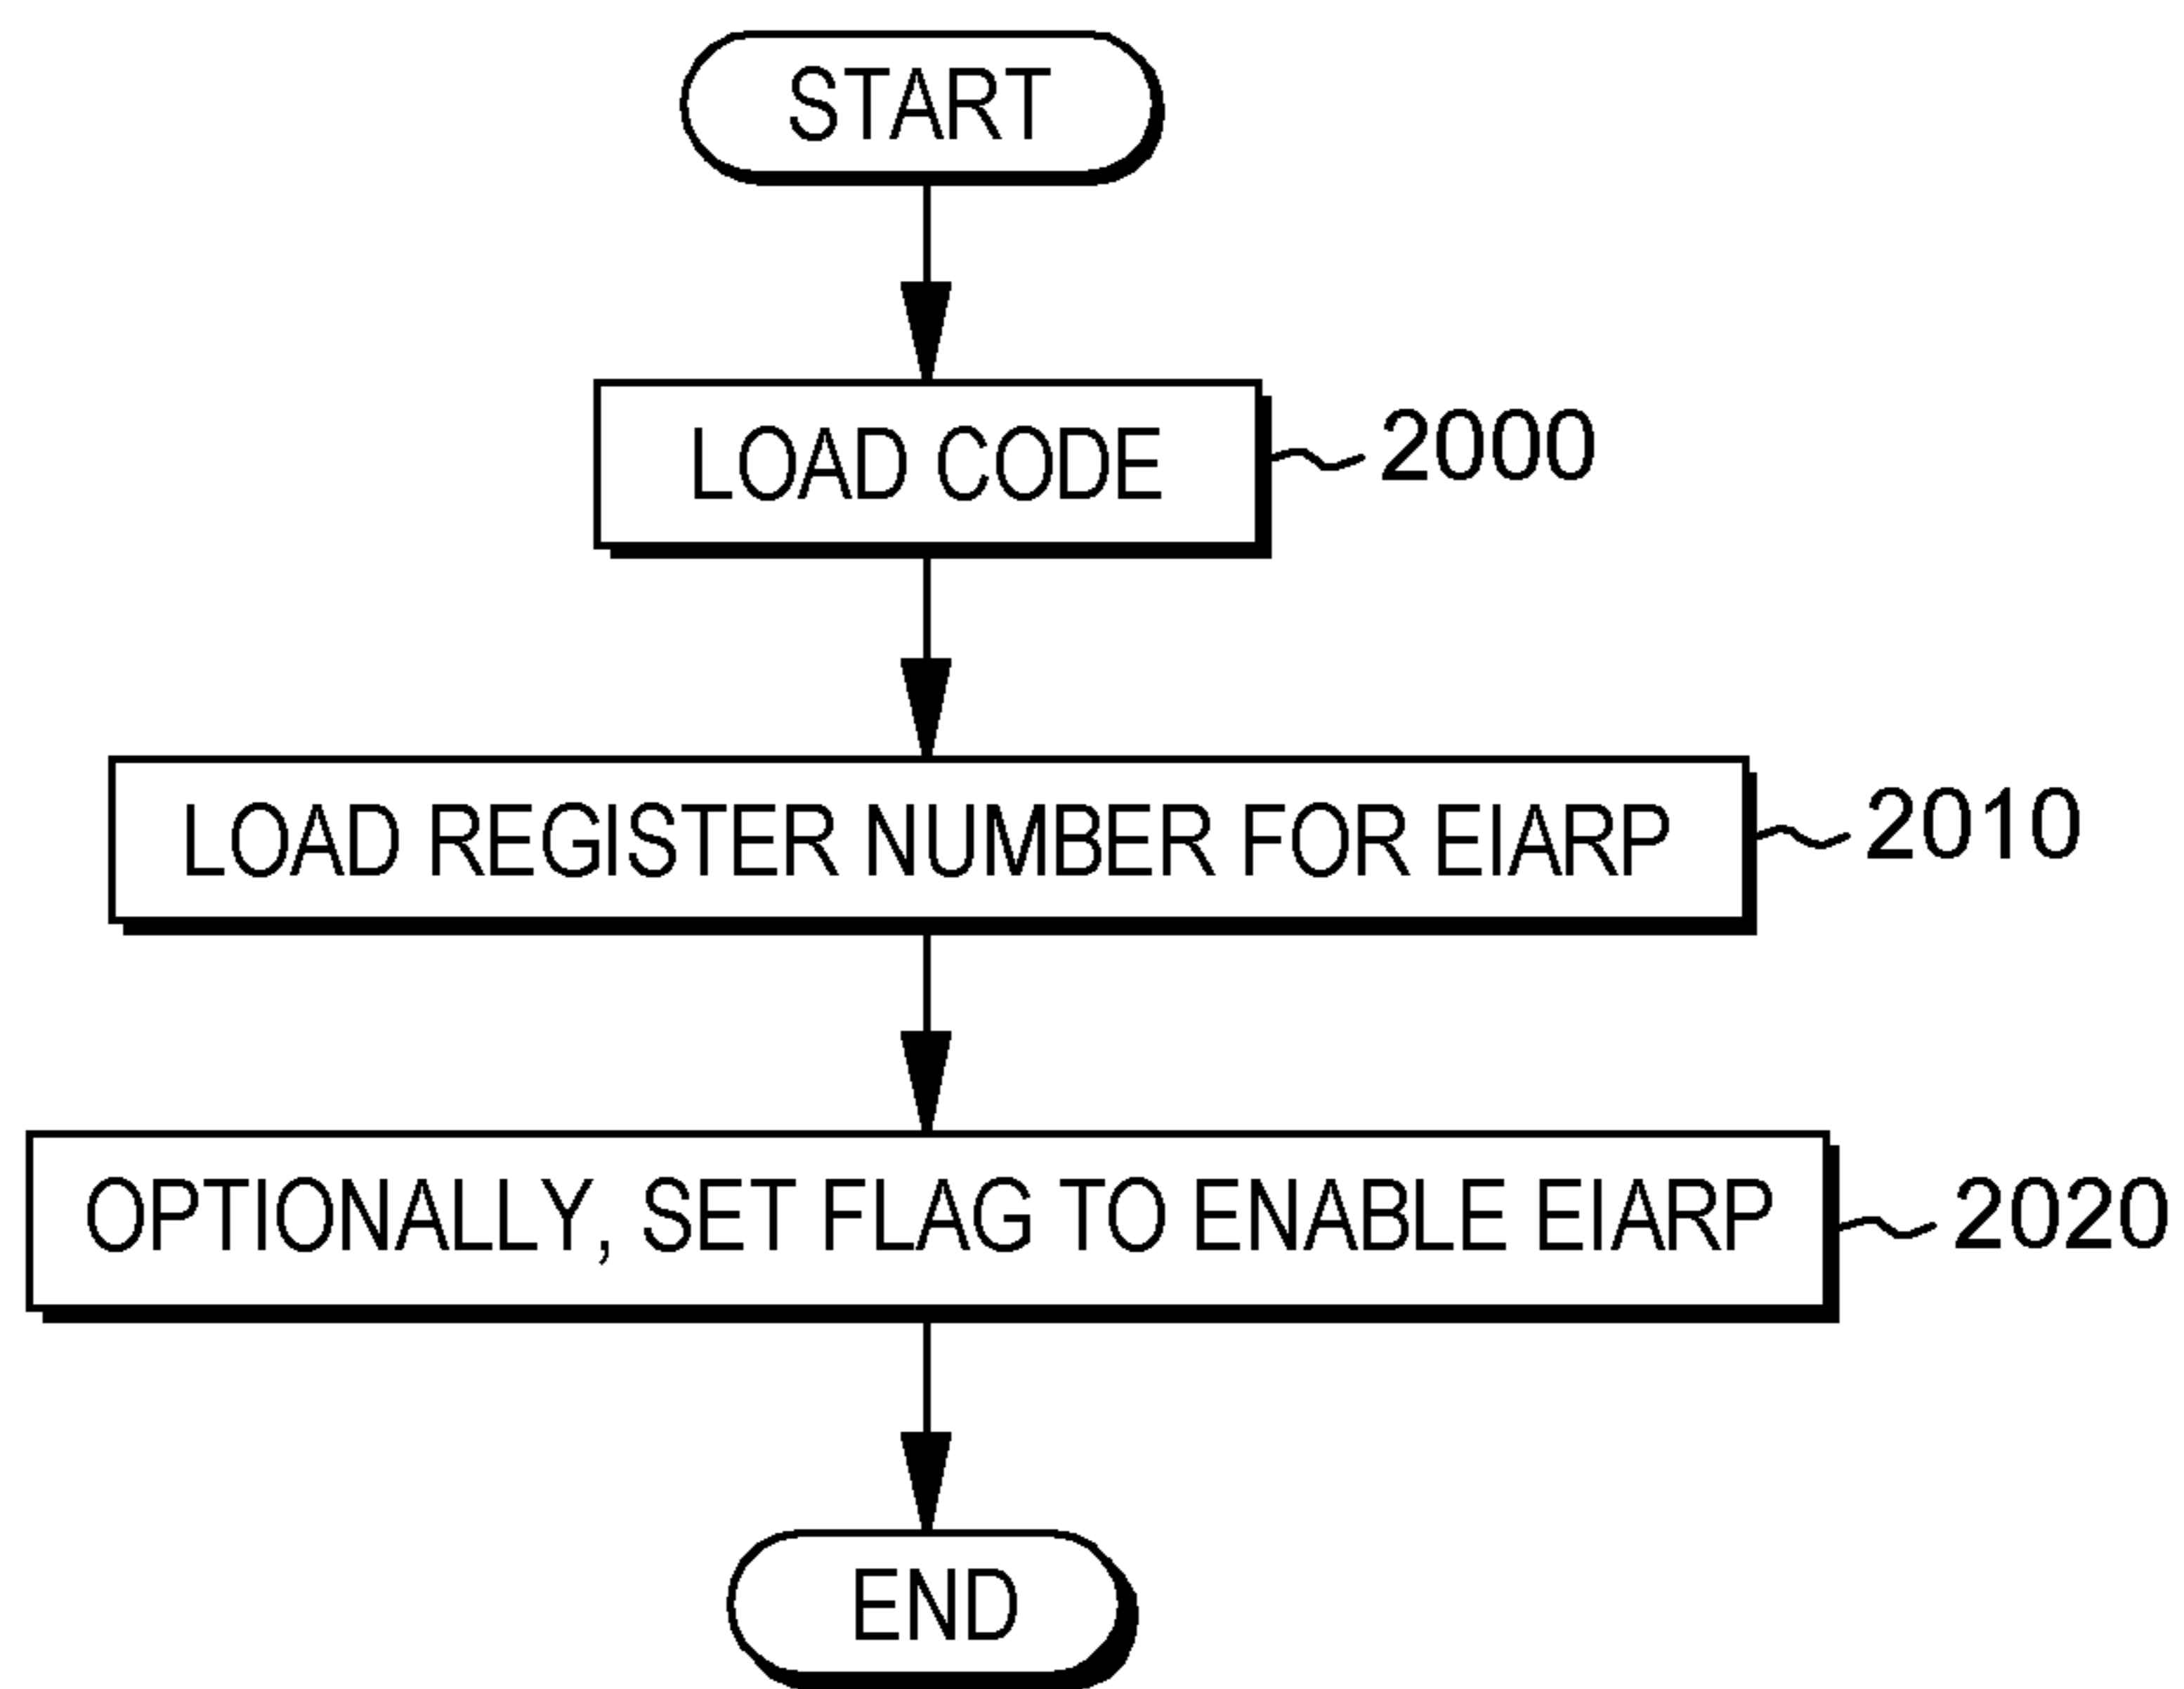 START
LOAD CODE
2000
LOAD REGISTER NUMBER FOR EIARP
2010
OPTIONALLY, SET FLAG TO ENABLE EIARP
2020
END